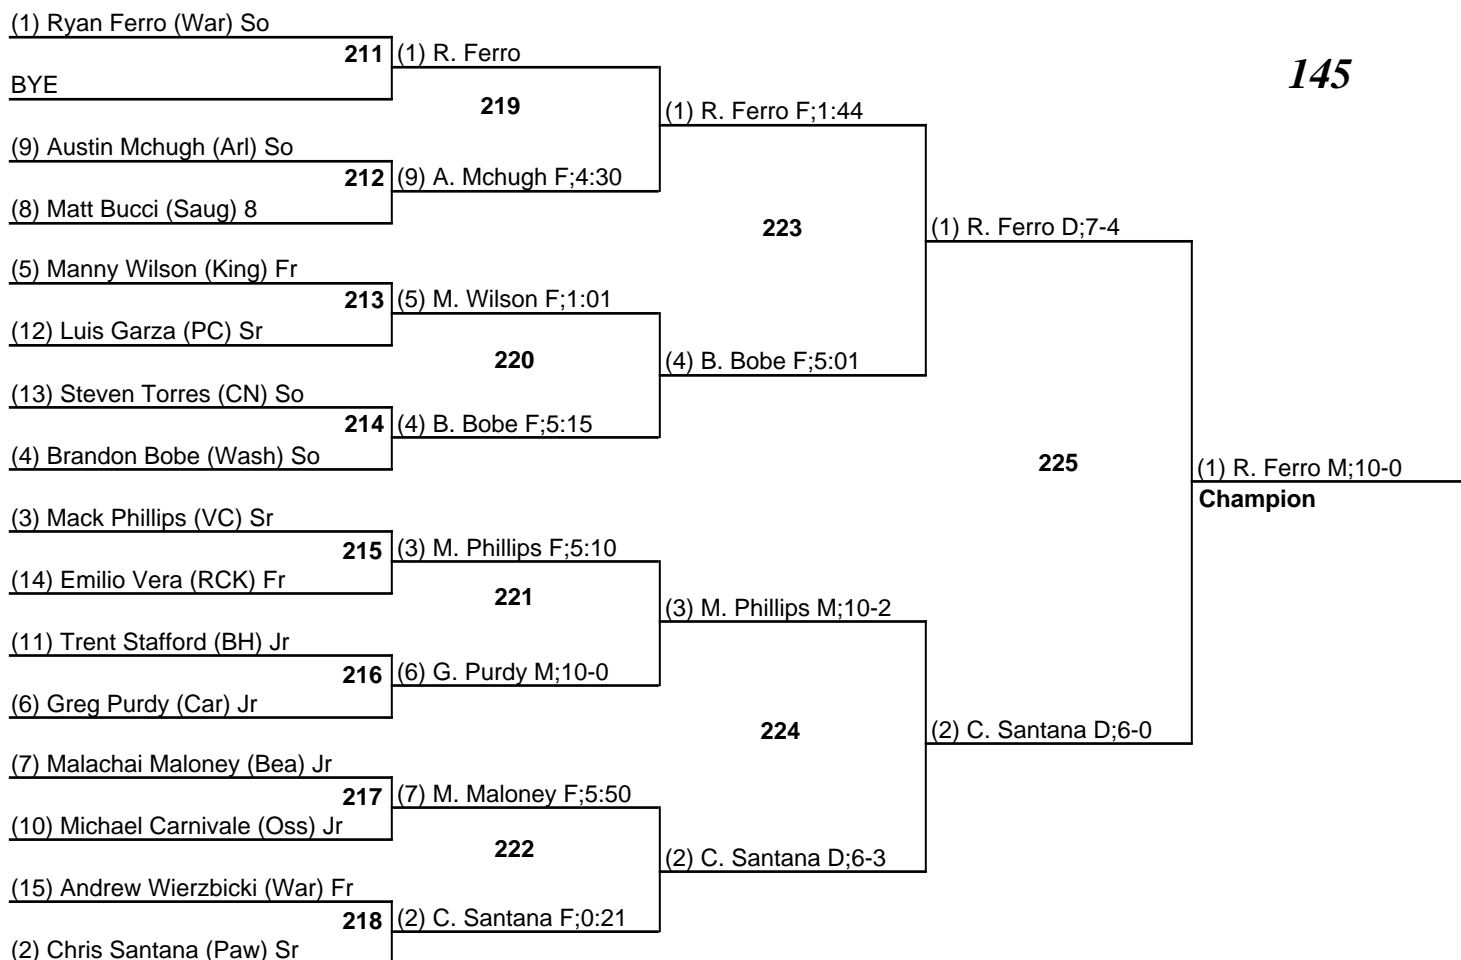 (1) Ryan Ferro (War) So
211
BYE
(1) R. Ferro
145
219
(1) R. Ferro F;1:44
(9) Austin Mchugh (Arl) So
212
(8) Matt Bucci (Saug) 8
(9) A. Mchugh F;4:30
223
(1) R. Ferro D;7-4
(5) Manny Wilson (King) Fr
213
(12) Luis Garza (PC) Sr
(5) M. Wilson F;1:01
220
(4) B. Bobe F;5:01
(13) Steven Torres (CN) So
214
(4) Brandon Bobe (Wash) So
(4) B. Bobe F;5:15
225
(1) R. Ferro M;10-0
Champion
(3) Mack Phillips (VC) Sr
215
(14) Emilio Vera (RCK) Fr
(3) M. Phillips F;5:10
221
(3) M. Phillips M;10-2
(11) Trent Stafford (BH) Jr
216
(6) Greg Purdy (Car) Jr
(6) G. Purdy M;10-0
224
(2) C. Santana D;6-0
(7) Malachai Maloney (Bea) Jr
217
(10) Michael Carnivale (Oss) Jr
(7) M. Maloney F;5:50
222
(2) C. Santana D;6-3
(15) Andrew Wierzbicki (War) Fr
218
(2) Chris Santana (Paw) Sr
(2) C. Santana F;0:21